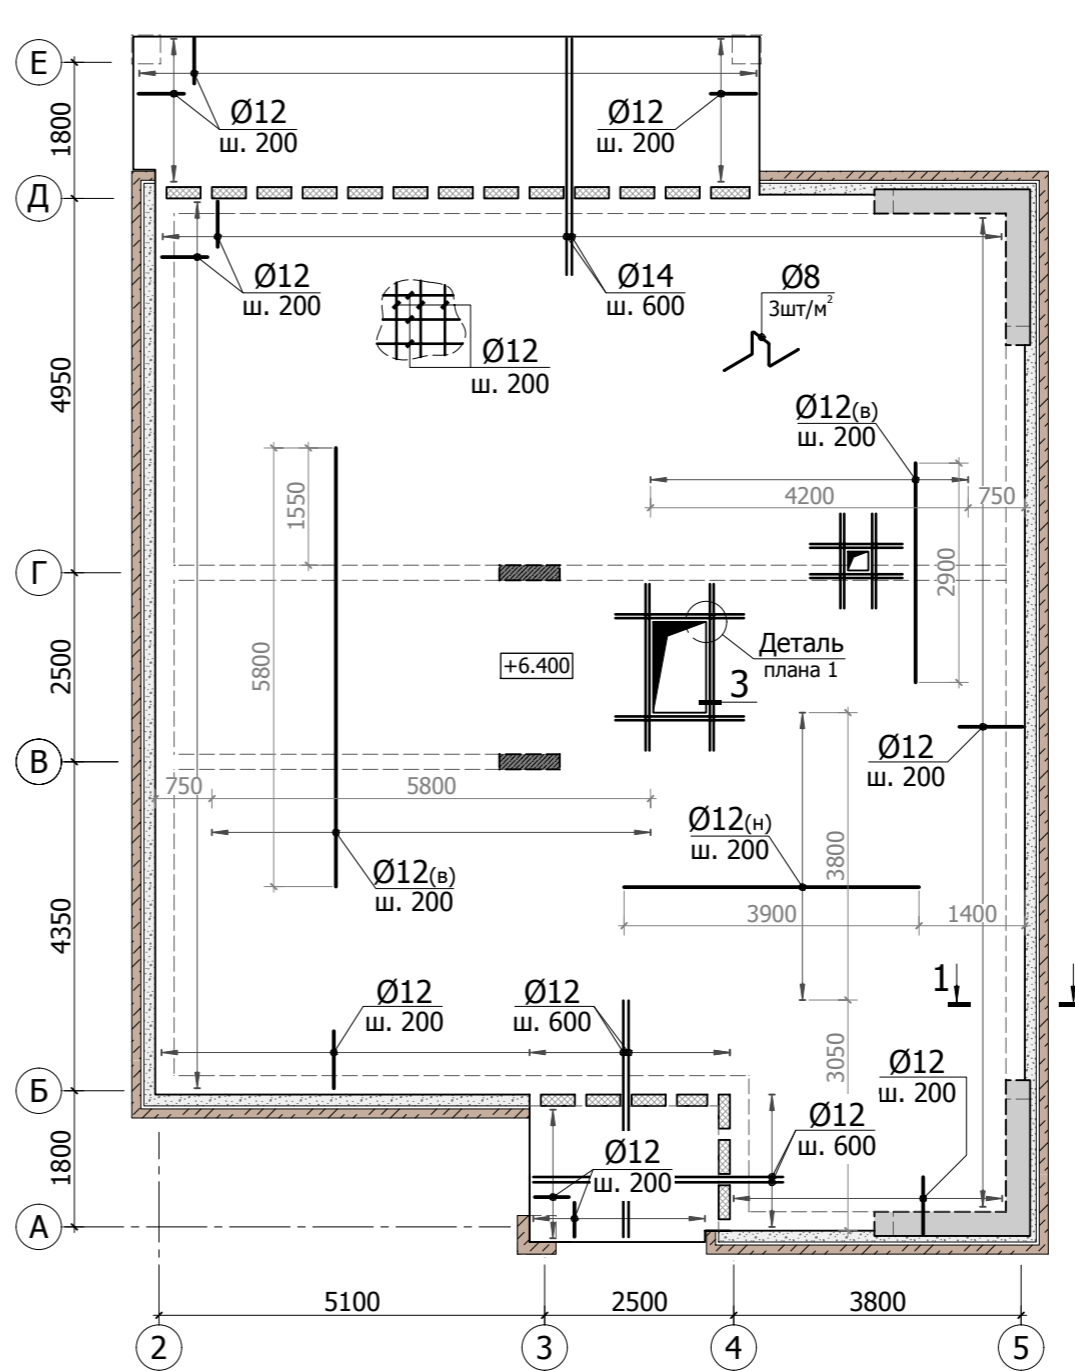 Е
1800
Ø12
ш. 200
Ø12
ш. 200
Д
Ø12
ш. 200
Ø14
ш. 600
Ø8
3шт/м²
Ø12
ш. 200
4950
Ø12(в)
ш. 200
1550
4200
750
2900
Г
5800
2500
+6.400
Деталь
плана 1
3
В
Ø12
ш. 200
750
5800
Ø12(н)
ш. 200
3800
Ø12(в)
ш. 200
3900
1400
4350
1
Ø12
ш. 200
Ø12
ш. 600
3050
Ø12
ш. 200
Б
Ø12
ш. 600
1800
Ø12
ш. 200
А
5100
2500
3800
2
3
4
5